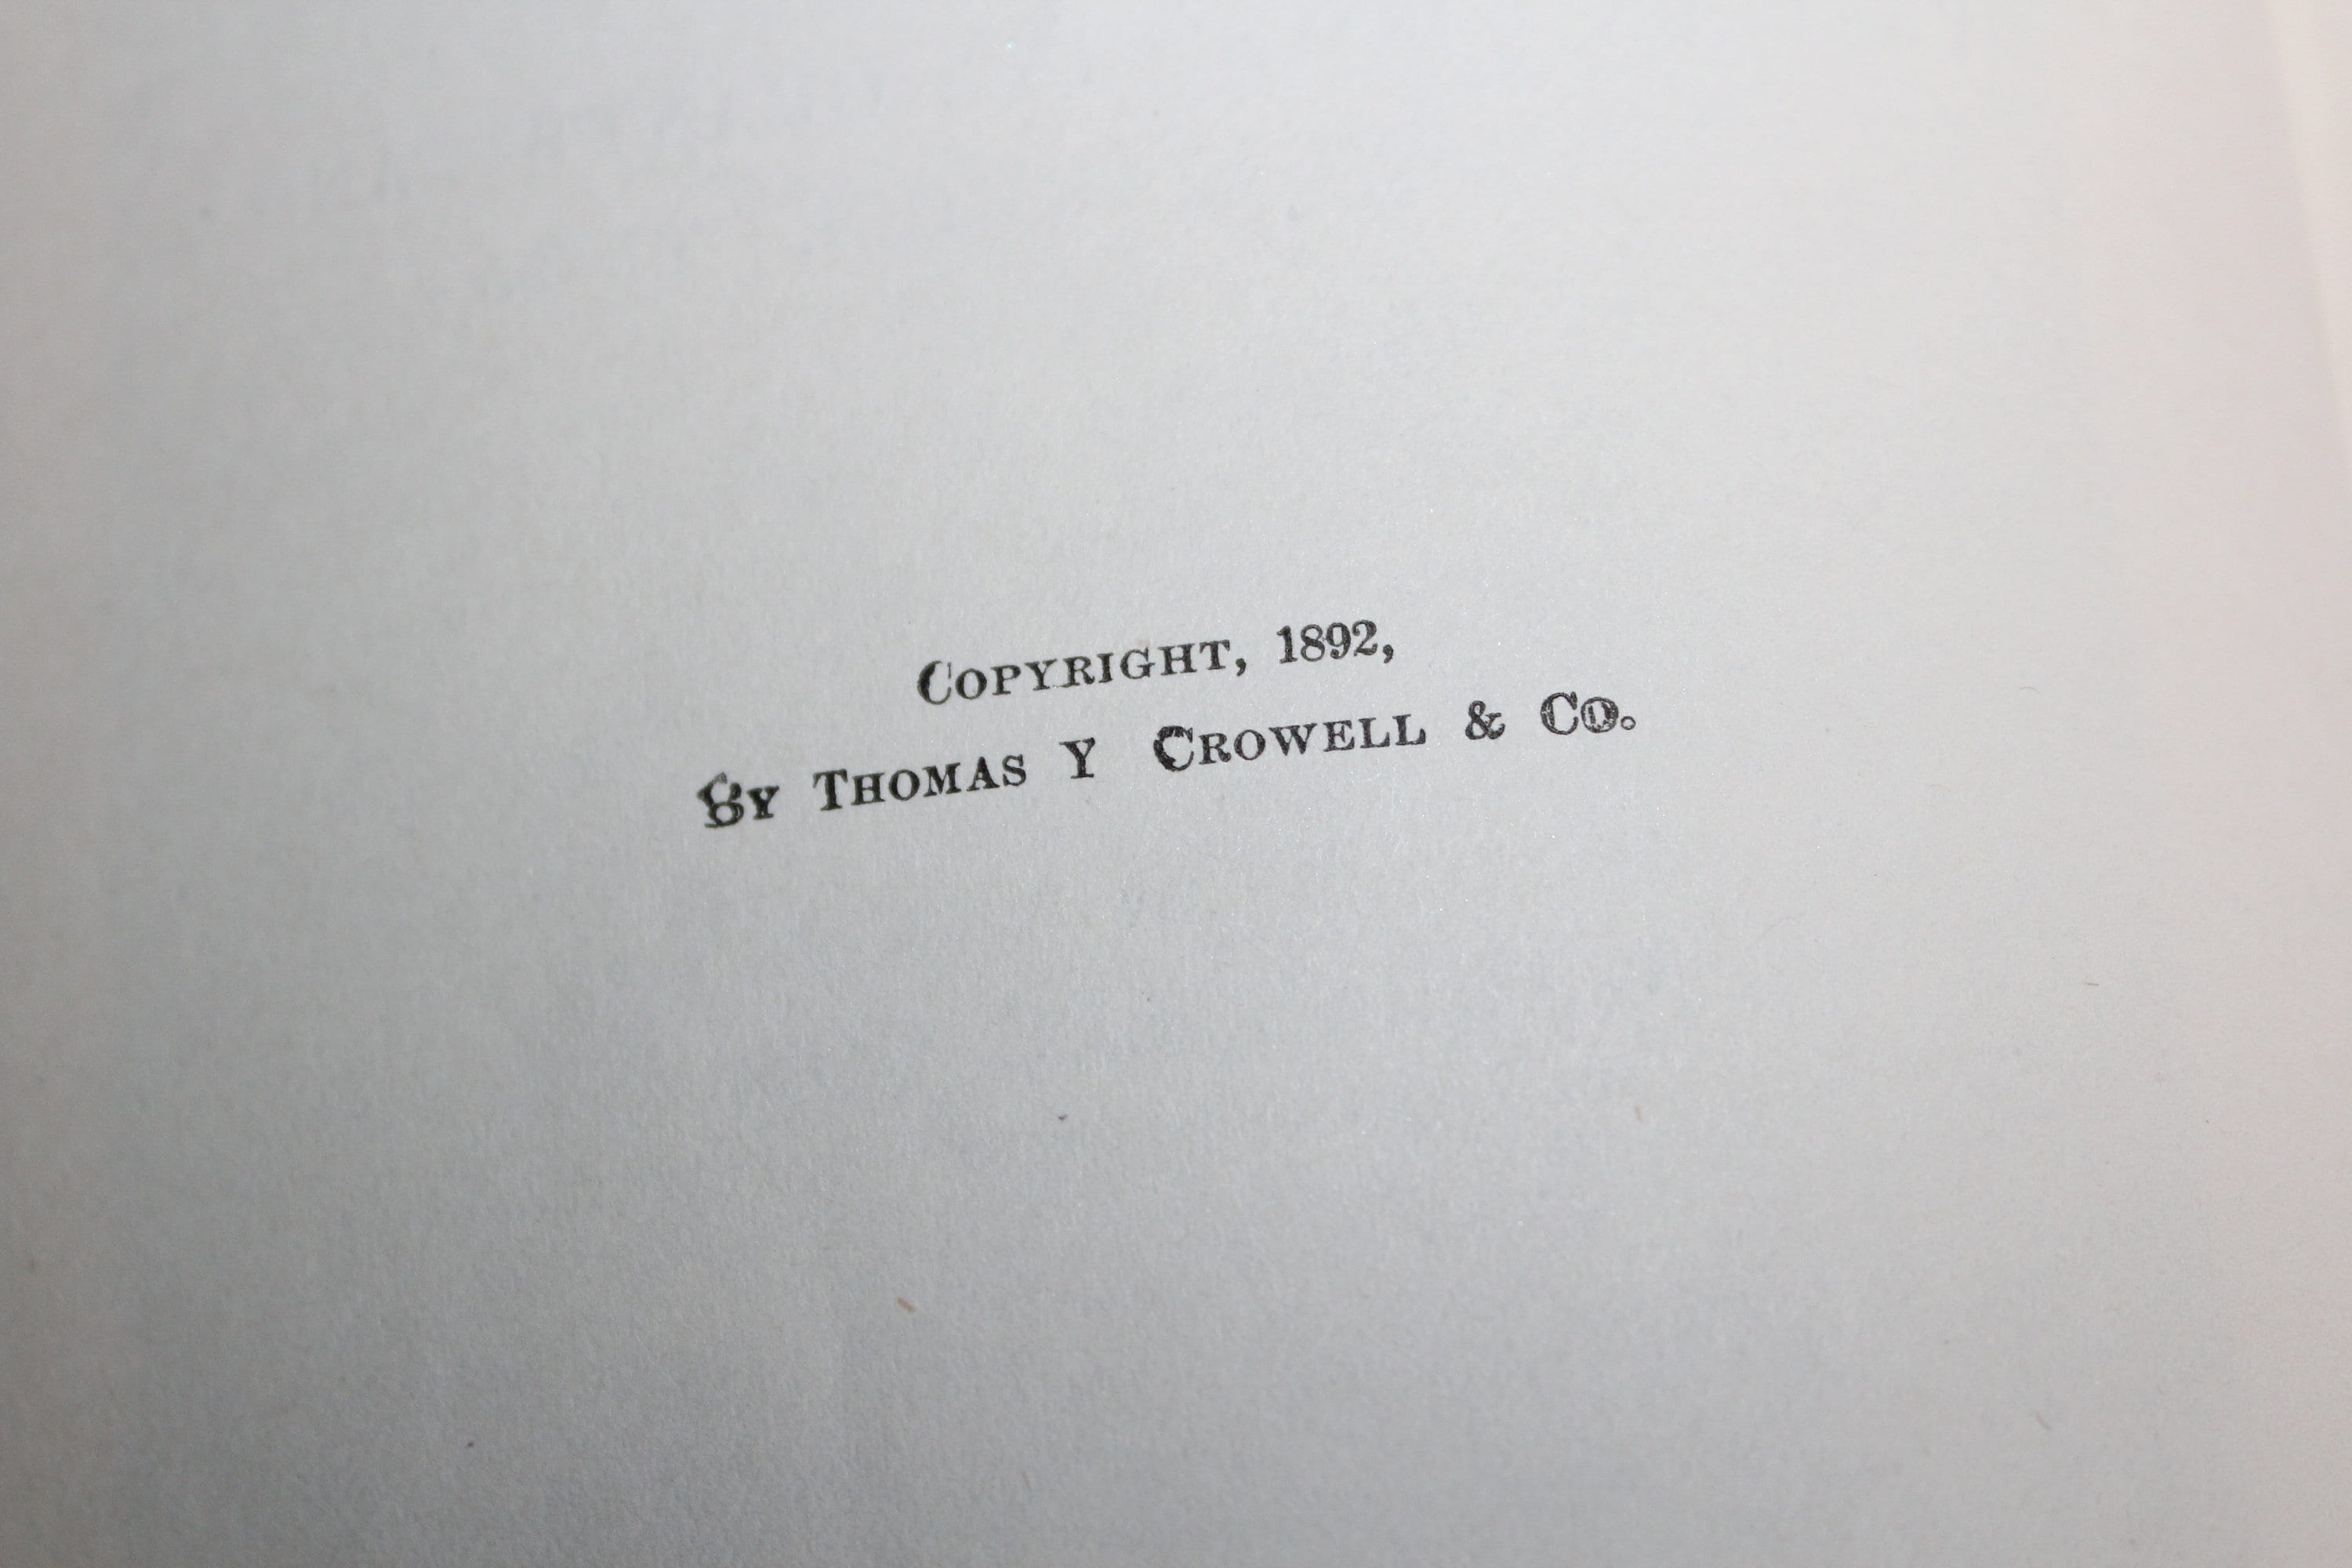 COPYRIGHT, 1892,
BY THOMAS Y CROWELL & CO.